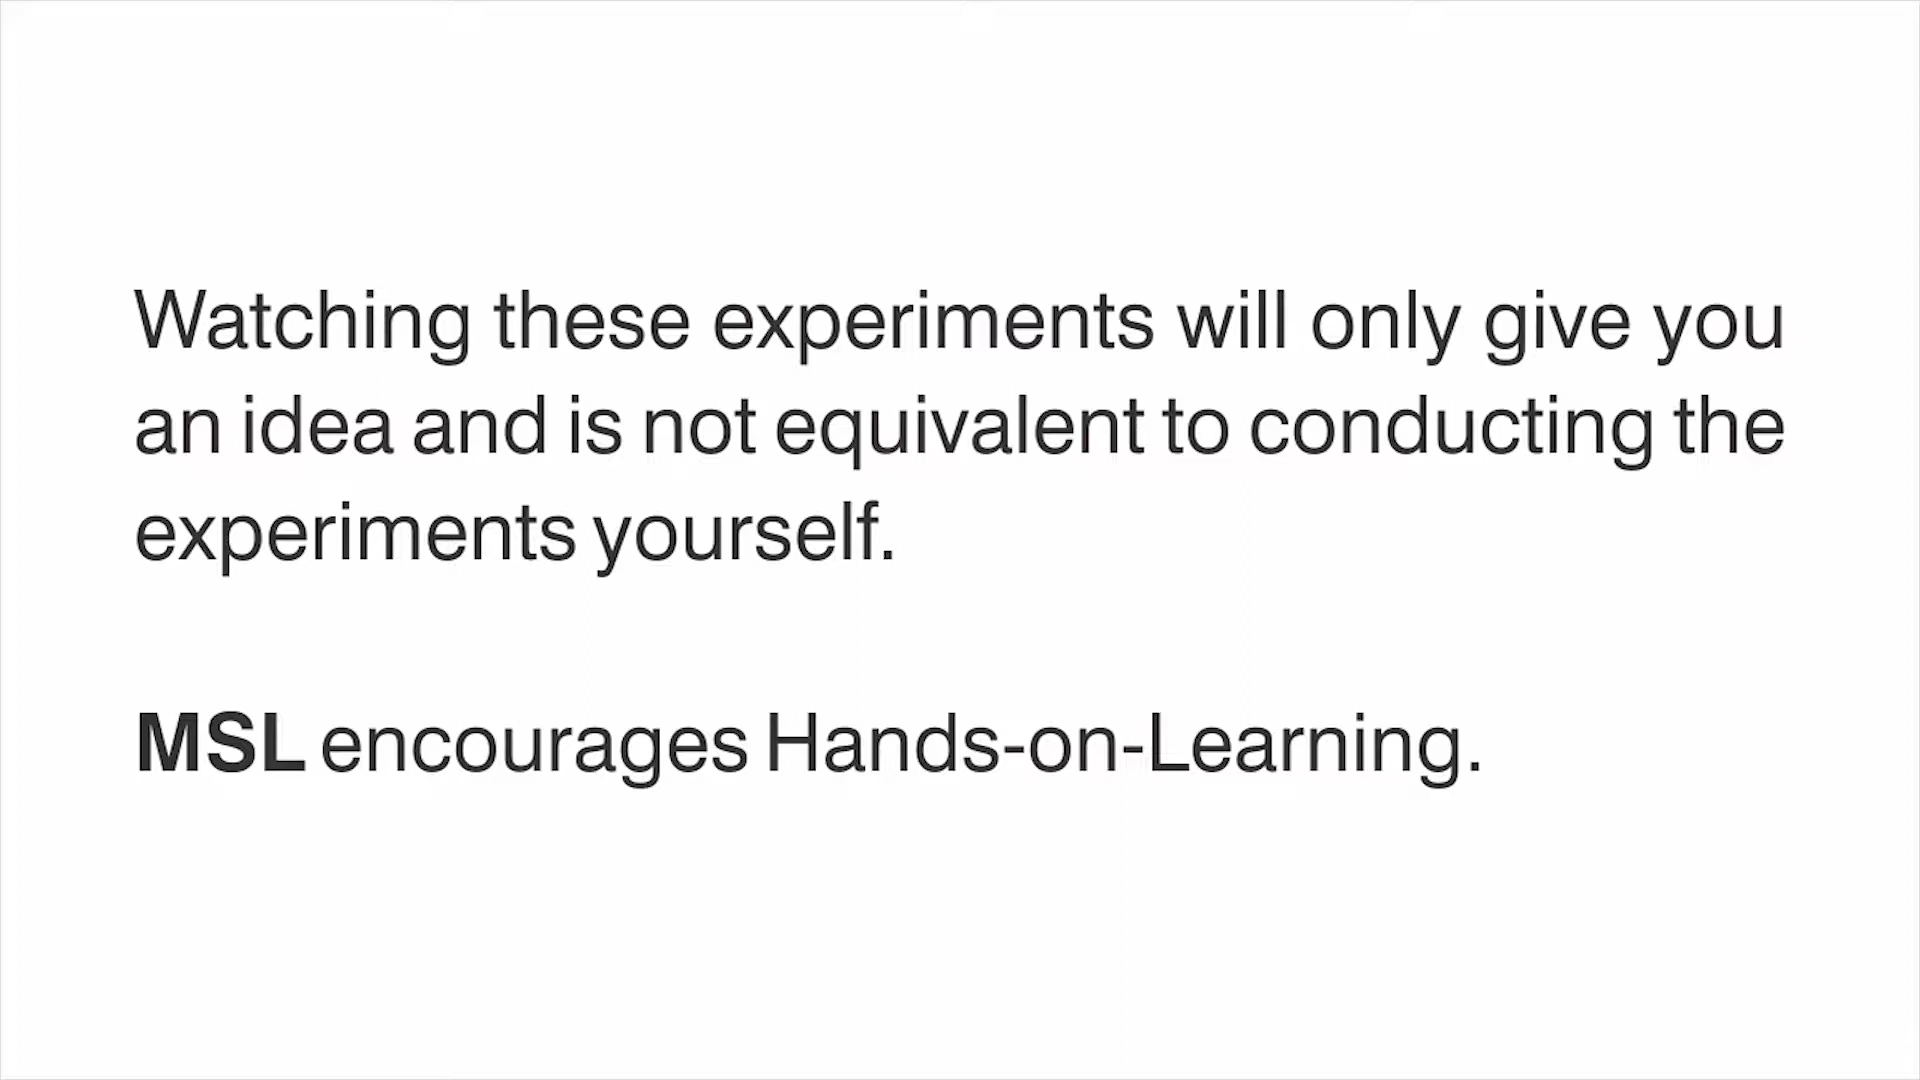 Watching these experiments will only give you
an idea and is not equivalent to conducting the
experiments yourself.
MSL encourages Hands-on-Learning.